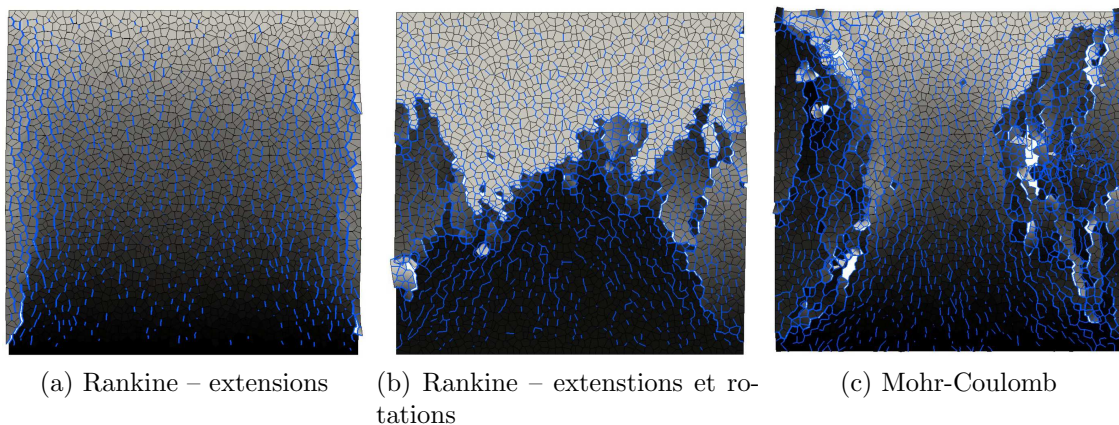 (a) Rankine – extensions
(b) Rankine – extenstions et ro-
tations
(c) Mohr-Coulomb